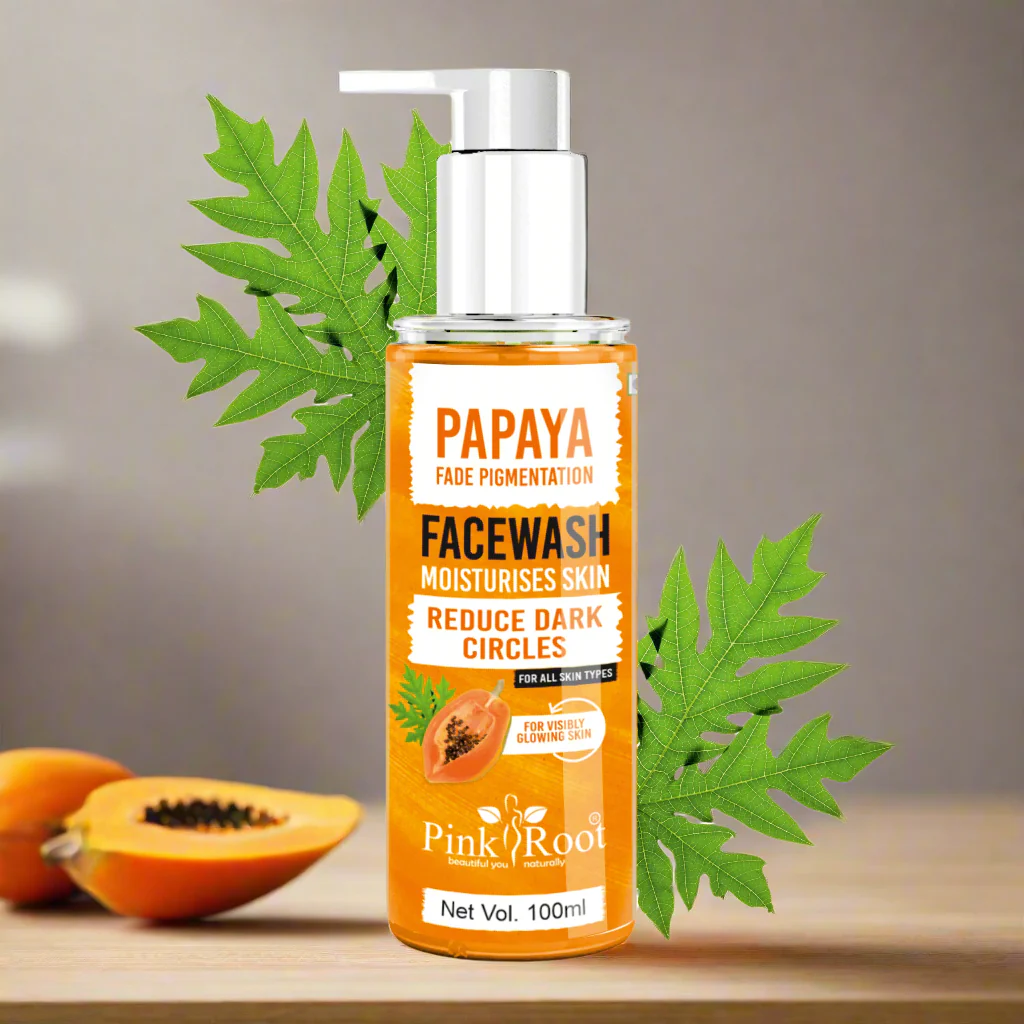 PAPAYA
FADE PIGMENTATION
FACEWASH
MOISTURISES SKIN
REDUCE DARK
CIRCLES
FOR ALL SKIN TYPES
FOR VISIBLY
GLOWING SKIN
Pink Root®
beautiful you naturally
Net Vol. 100ml